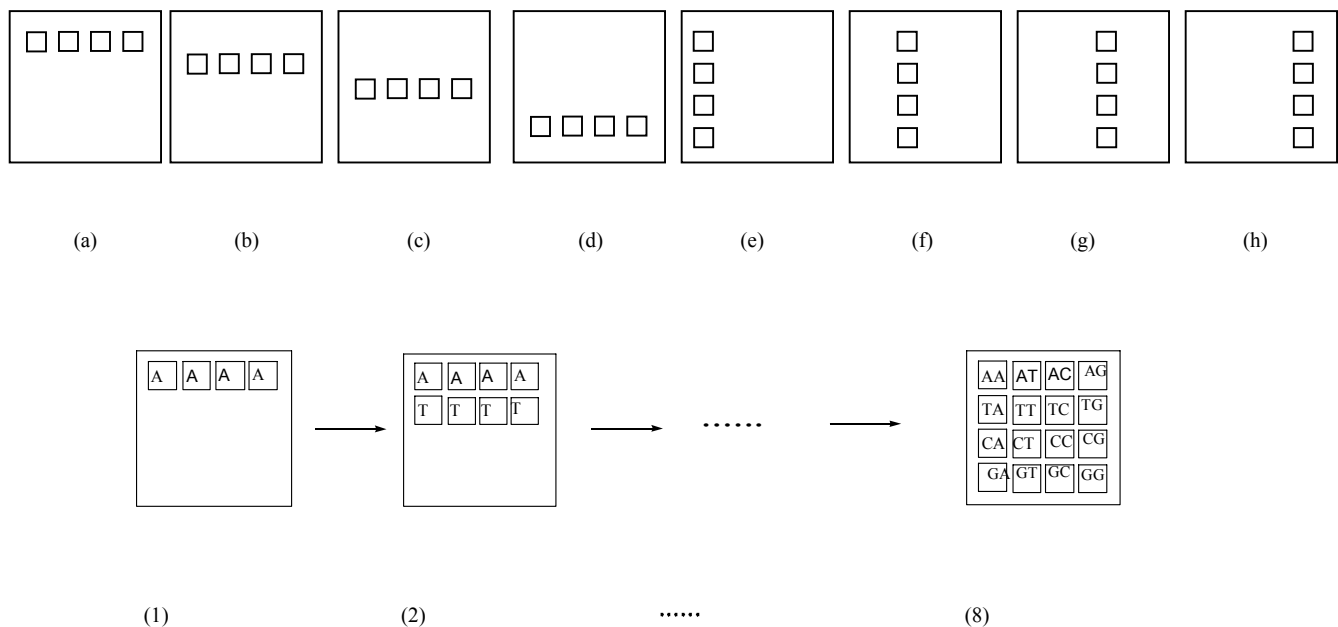 (a) (b) (c) (d) (e) (f) (g) (h)
A A A A
A A A A
T T T T
......
AA AT AC AG
TA TT TC TG
CA CT CC CG
GA GT GC GG
(1) (2) ...... (8)